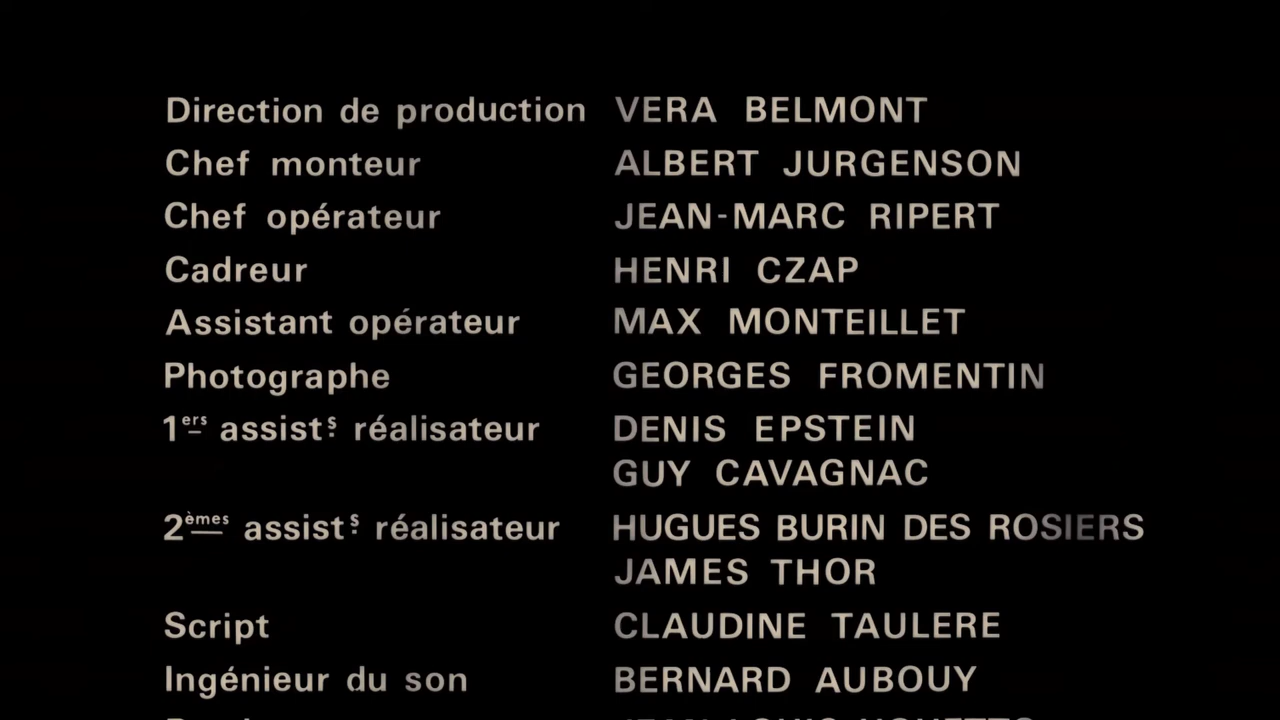 Direction de production VERA BELMONT
Chef monteur ALBERT JURGENSON
Chef opérateur JEAN-MARC RIPERT
Cadreur HENRI CZAP
Assistant opérateur MAX MONTEILLET
Photographe GEORGES FROMENTIN
1ers assists réalisateur DENIS EPSTEIN
GUY CAVAGNAC
2èmes assists réalisateur HUGUES BURIN DES ROSIERS
JAMES THOR
Script CLAUDINE TAULERE
Ingénieur du son BERNARD AUBOUY